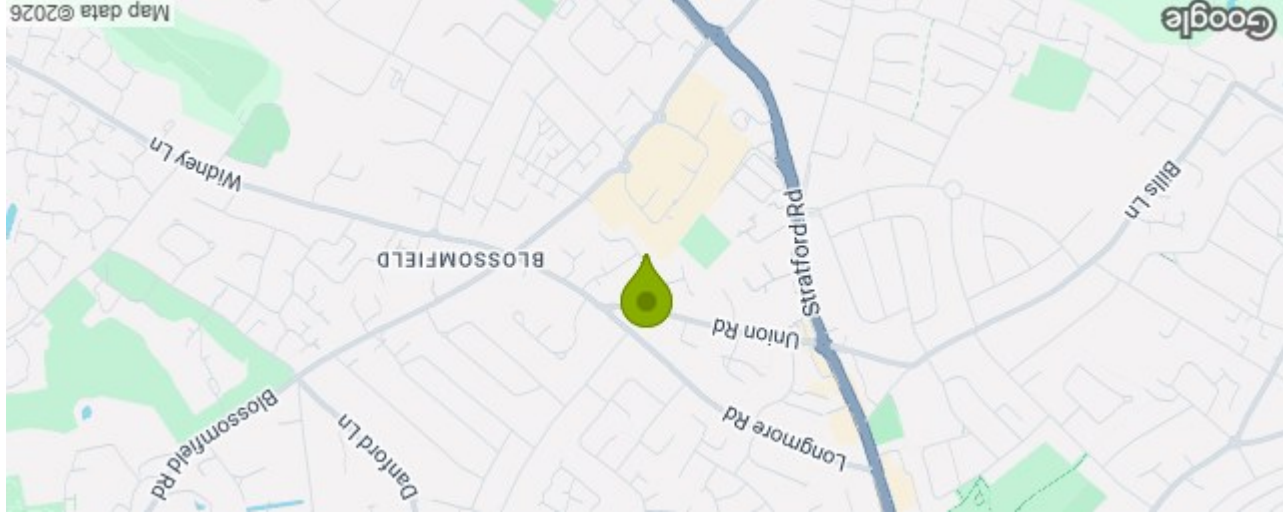 Longmore Rd
Danford Ln
Blossomfield Rd
Union Rd
Stratford Rd
BLOSSOMFIELD
Bills Ln
Widney Ln
Google
Map data ©2026